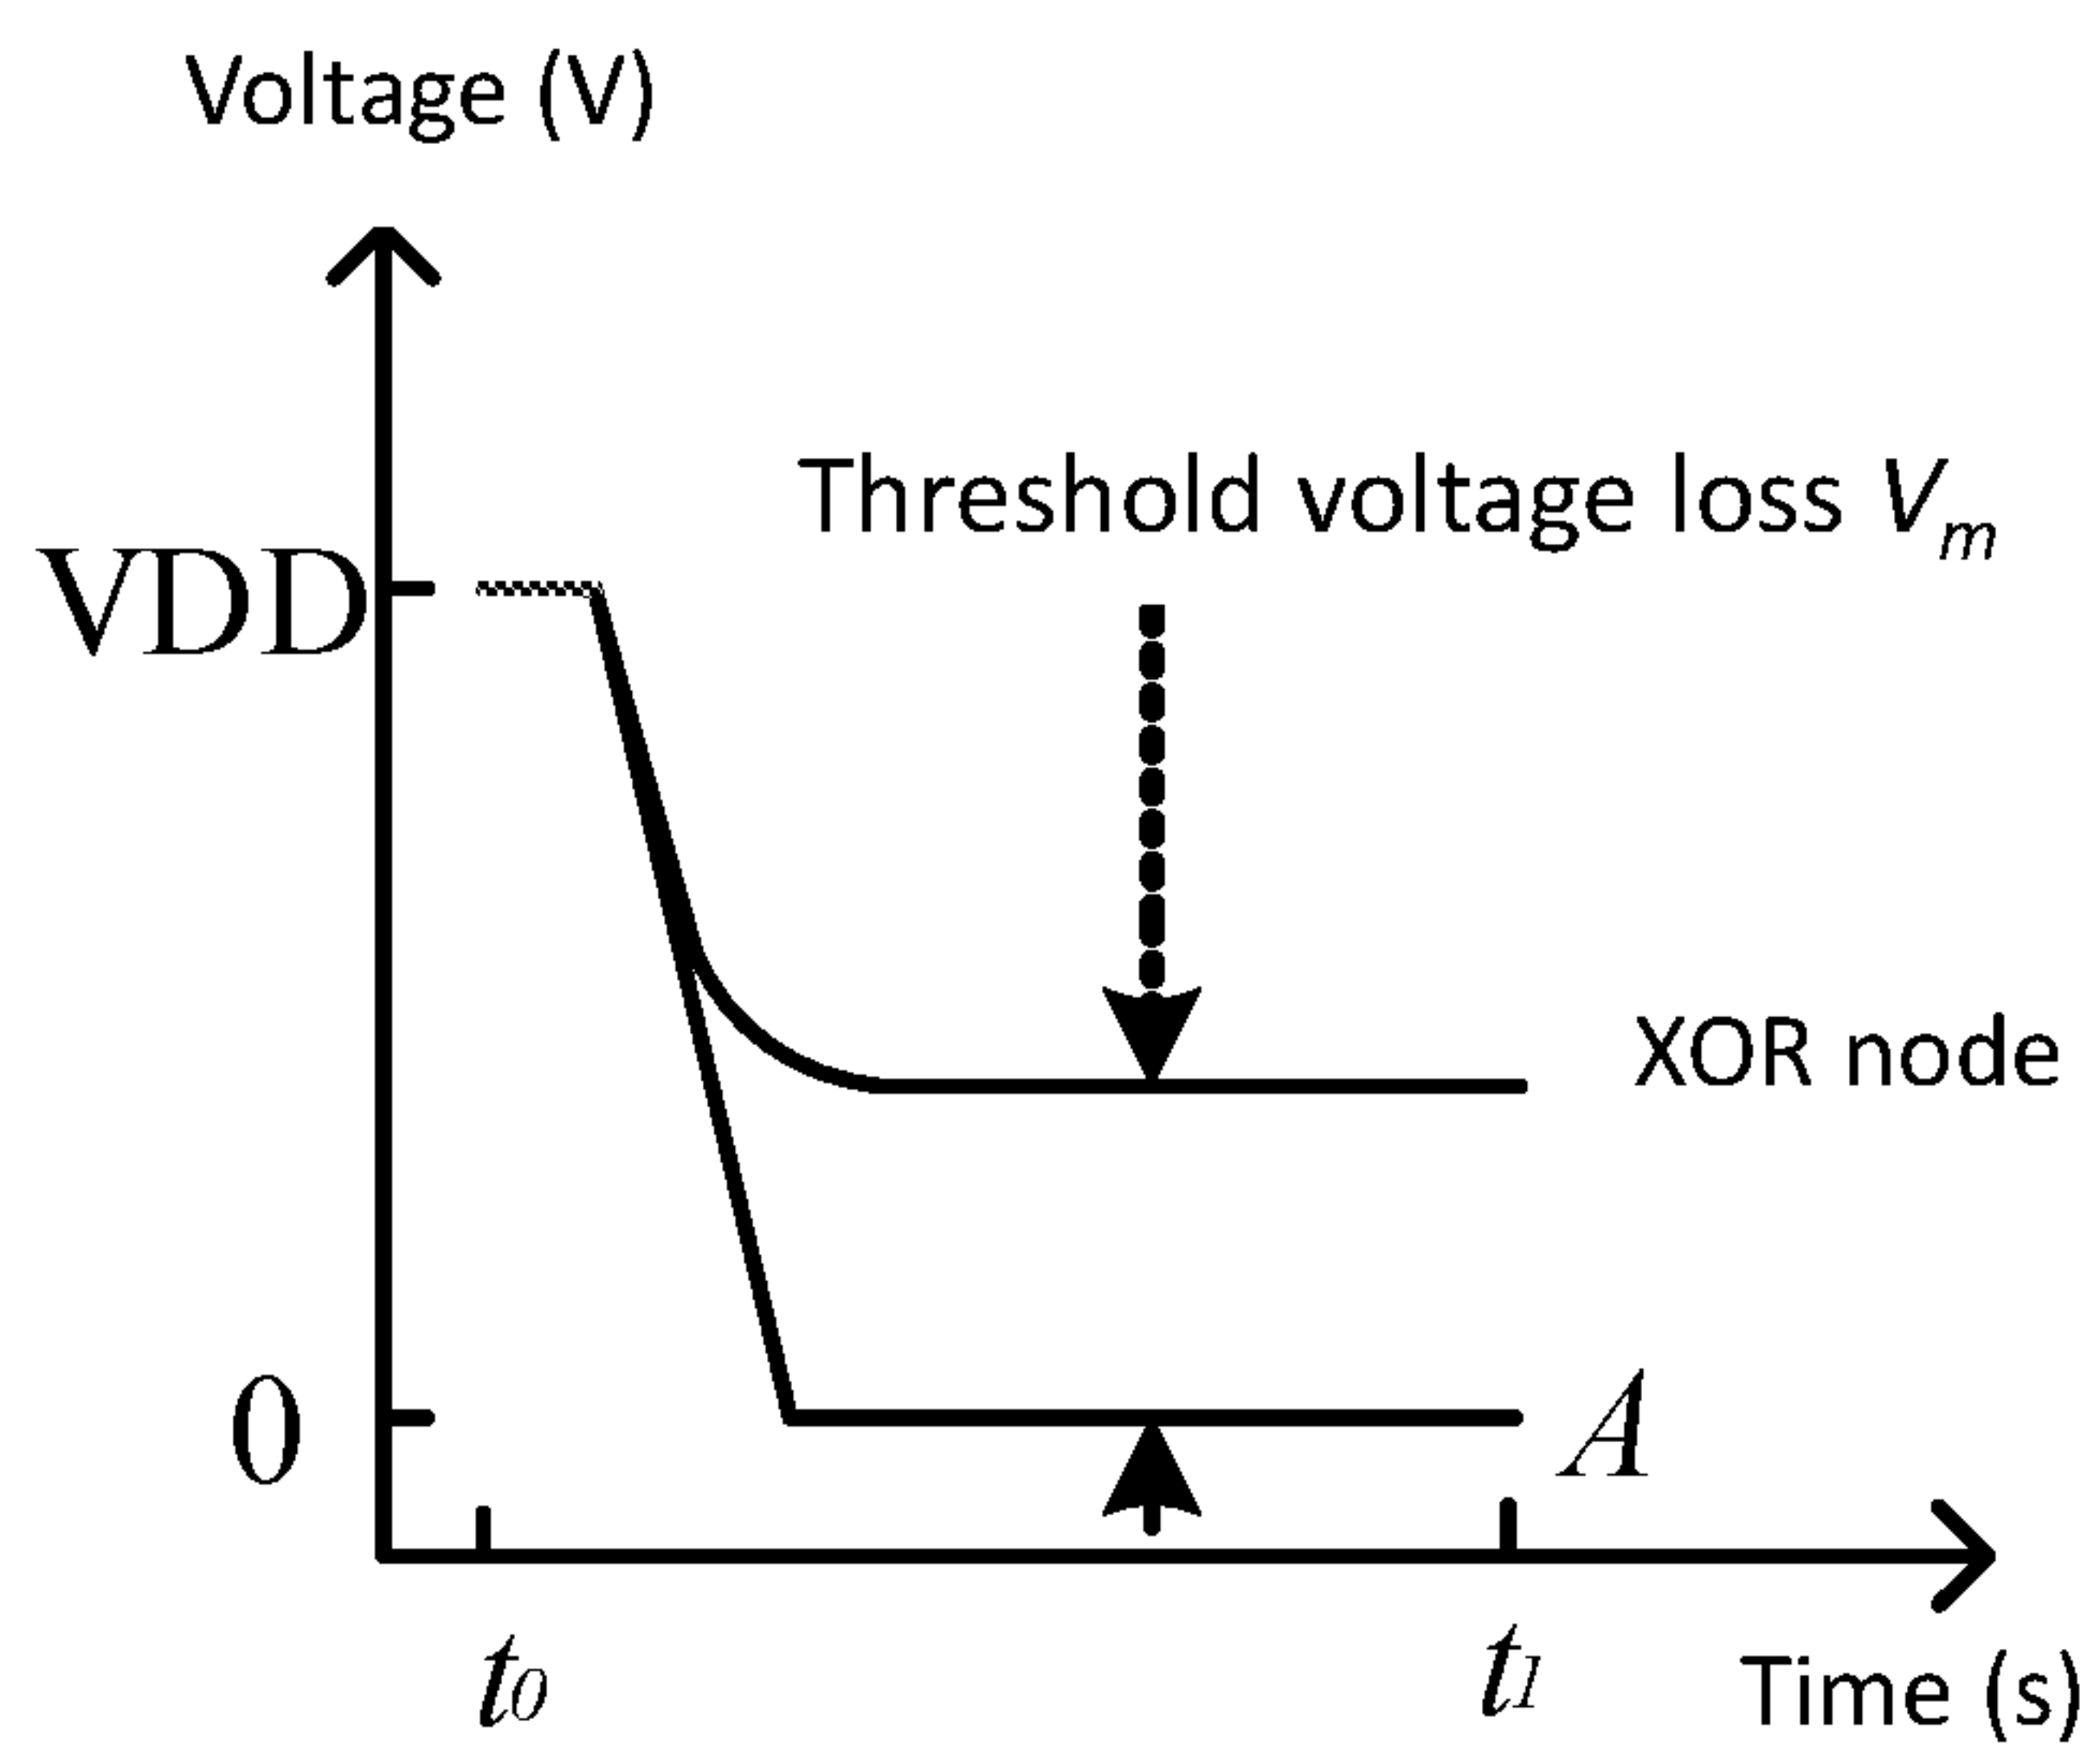 Voltage (V)
Threshold voltage loss Vm
VDD
XOR node
0
A
t0
t1
Time (s)